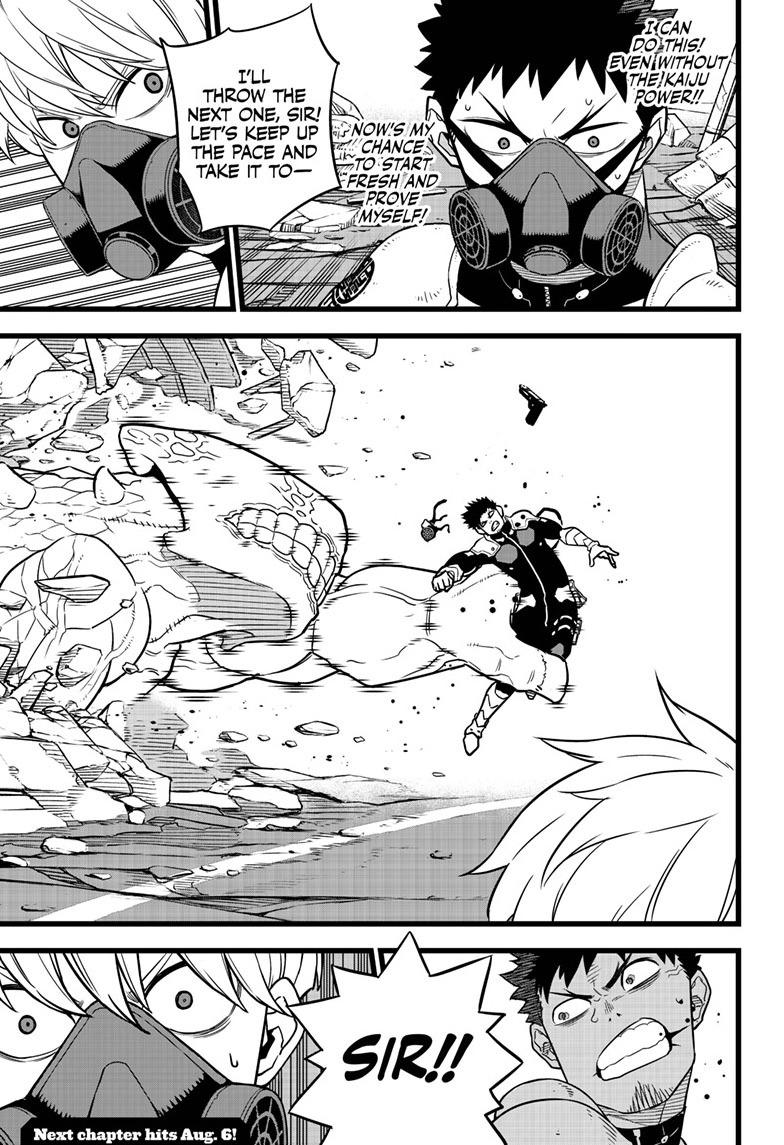 I CAN
DO THIS!
EVEN WITHOUT
THE KAIJU
POWER!!
NOW'S MY
CHANCE
TO START
FRESH AND
PROVE
MYSELF!
I'LL
THROW THE
NEXT ONE, SIR!
LET'S KEEP UP
THE PACE AND
TAKE IT TO—
SIR!!
Next chapter hits Aug. 6!